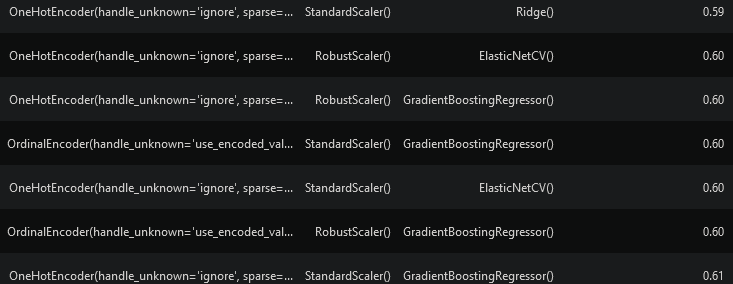 OneHotEncoder(handle_unknown='ignore', sparse=... StandardScaler() Ridge() 0.59
OneHotEncoder(handle_unknown='ignore', sparse=... RobustScaler() ElasticNetCV() 0.60
OneHotEncoder(handle_unknown='ignore', sparse=... RobustScaler() GradientBoostingRegressor() 0.60
OrdinalEncoder(handle_unknown='use_encoded_val... StandardScaler() GradientBoostingRegressor() 0.60
OneHotEncoder(handle_unknown='ignore', sparse=... StandardScaler() ElasticNetCV() 0.60
OrdinalEncoder(handle_unknown='use_encoded_val... RobustScaler() GradientBoostingRegressor() 0.60
OneHotEncoder(handle_unknown='ignore', sparse=... StandardScaler() GradientBoostingRegressor() 0.61